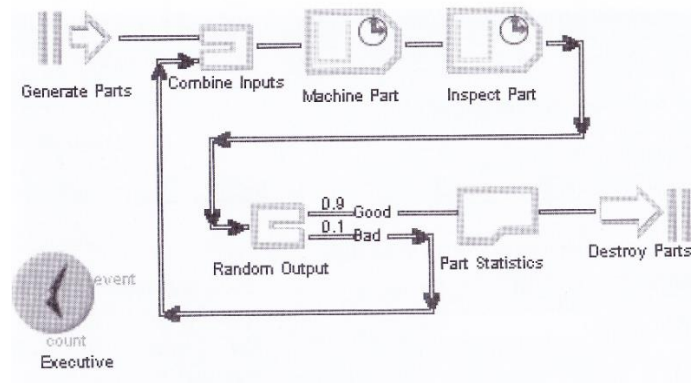 Generate Parts
Combine Inputs
Machine Part
Inspect Part
0.9
Good
0.1
Bad
Random Output
Part Statistics
Destroy Parts
event
count
Executive